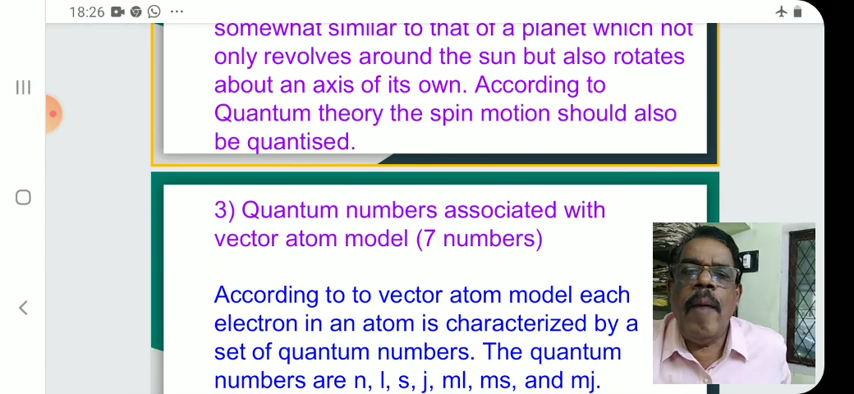 18:26
somewhat similar to that of a planet which not
only revolves around the sun but also rotates
about an axis of its own. According to
Quantum theory the spin motion should also
be quantised.
3) Quantum numbers associated with
vector atom model (7 numbers)
According to to vector atom model each
electron in an atom is characterized by a
set of quantum numbers. The quantum
numbers are n, l, s, j, ml, ms, and mj.